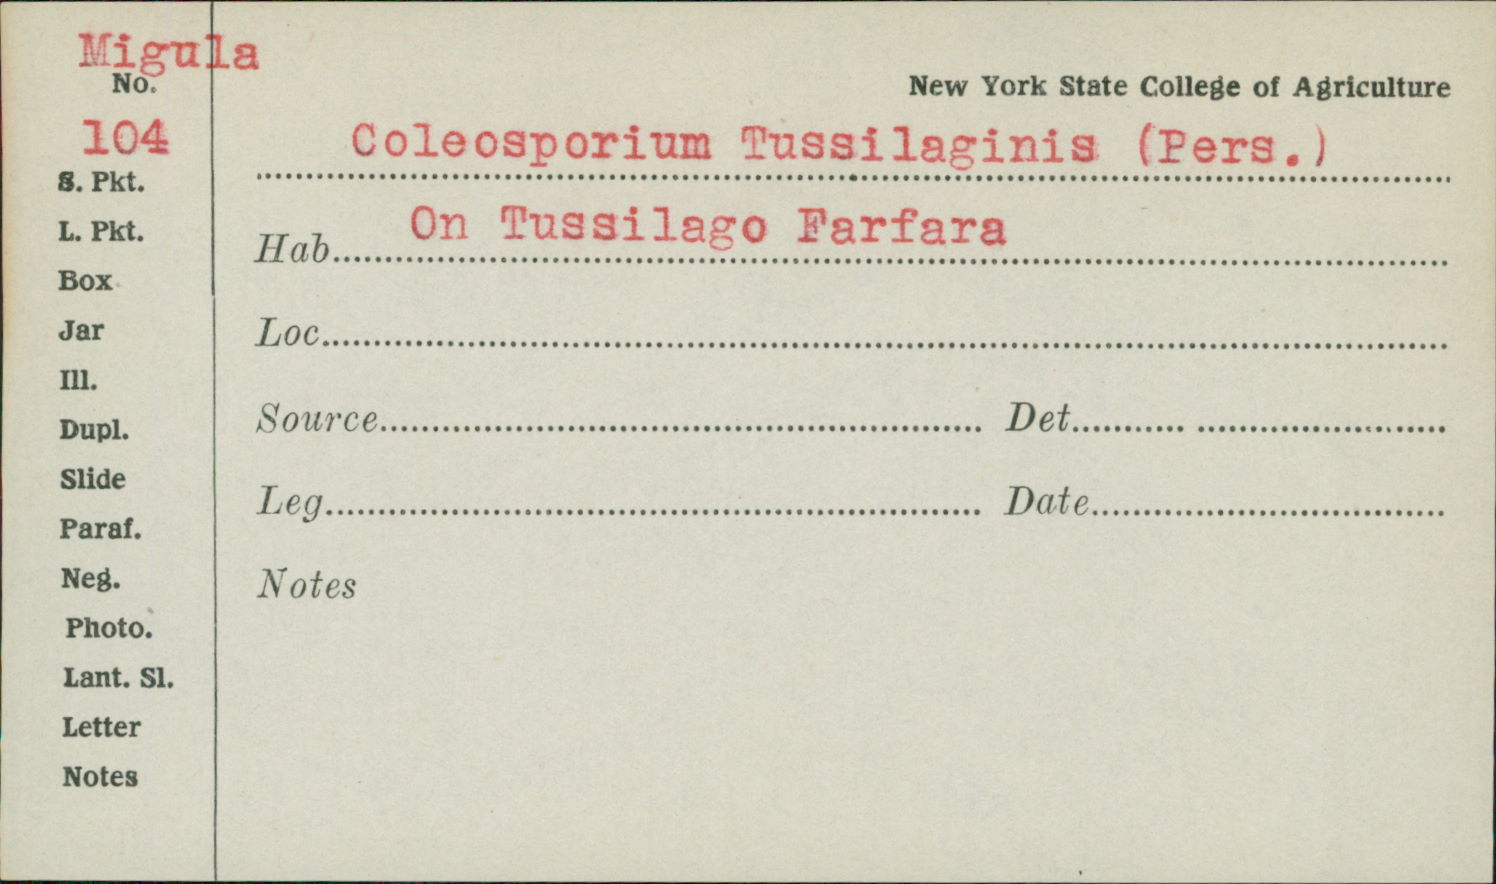 Migula
No.
New York State College of Agriculture
104
Coleosporium Tussilaginis (Pers.)
S. Pkt.
On Tussilago Farfara
L. Pkt.
Hab
Box
Jar
Loc
Ill.
Dupl.
Source Det
Slide
Leg Date
Paraf.
Neg.
Notes
Photo.
Lant. Sl.
Letter
Notes